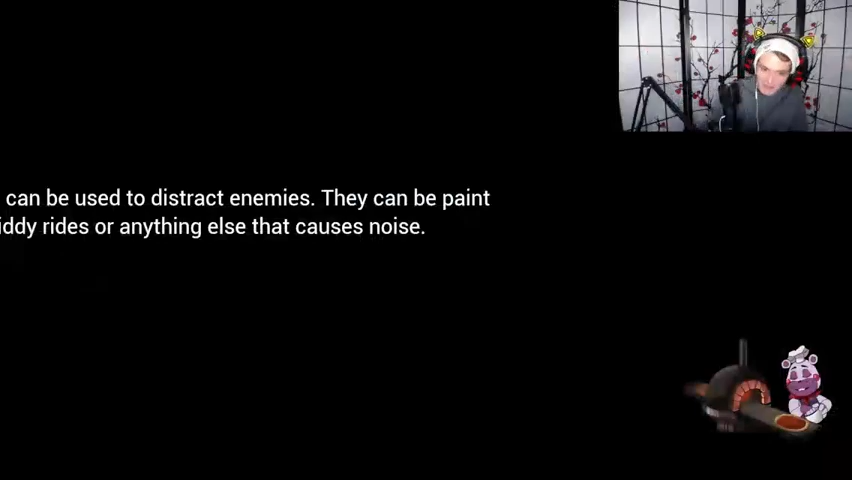 can be used to distract enemies. They can be paint
iddy rides or anything else that causes noise.